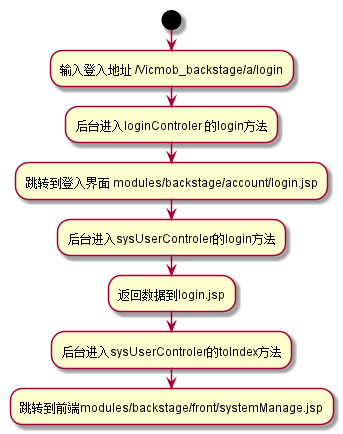 输入登入地址 /Vicmob_backstage/a/login
后台进入loginControler 的login方法
跳转到登入界面 modules/backstage/account/login.jsp
后台进入sysUserControler的login方法
返回数据到login.jsp
后台进入sysUserControler的toIndex方法
跳转到前端modules/backstage/front/systemManage.jsp